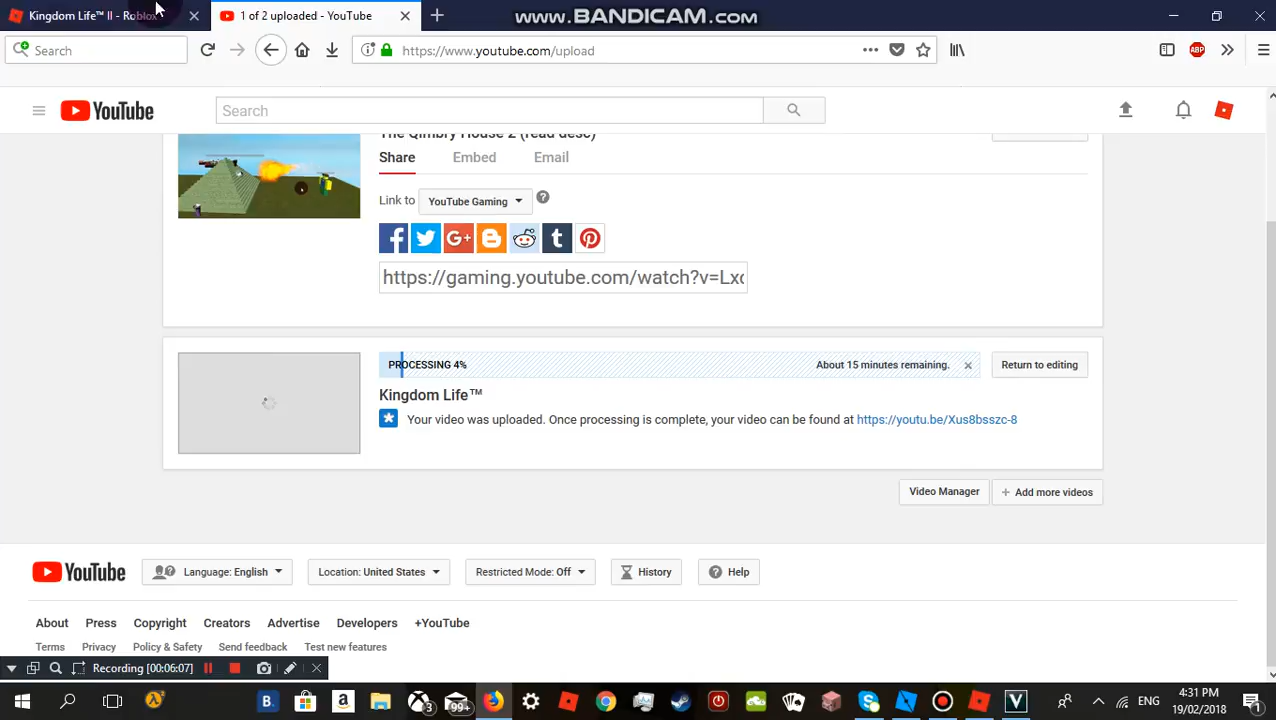 Kingdom Life™ II - Roblox
1 of 2 uploaded - YouTube
www.BANDICAM.com
Search
https://www.youtube.com/upload
ABP
YouTube
Search
The Qimbry House 2 (read desc)
Share
Embed
Email
Link to
YouTube Gaming
?
G+
https://gaming.youtube.com/watch?v=Lx
PROCESSING 4%
About 15 minutes remaining.
Return to editing
Kingdom Life™
Your video was uploaded. Once processing is complete, your video can be found at https://youtu.be/Xus8bsszc-8
Video Manager
+ Add more videos
YouTube
Language: English
Location: United States
Restricted Mode: Off
History
Help
About
Press
Copyright
Creators
Advertise
Developers
+YouTube
Terms
Privacy
Policy & Safety
Send feedback
Test new features
Recording [00:06:07]
B.
a
3
99+
V
ENG
4:31 PM
19/02/2018